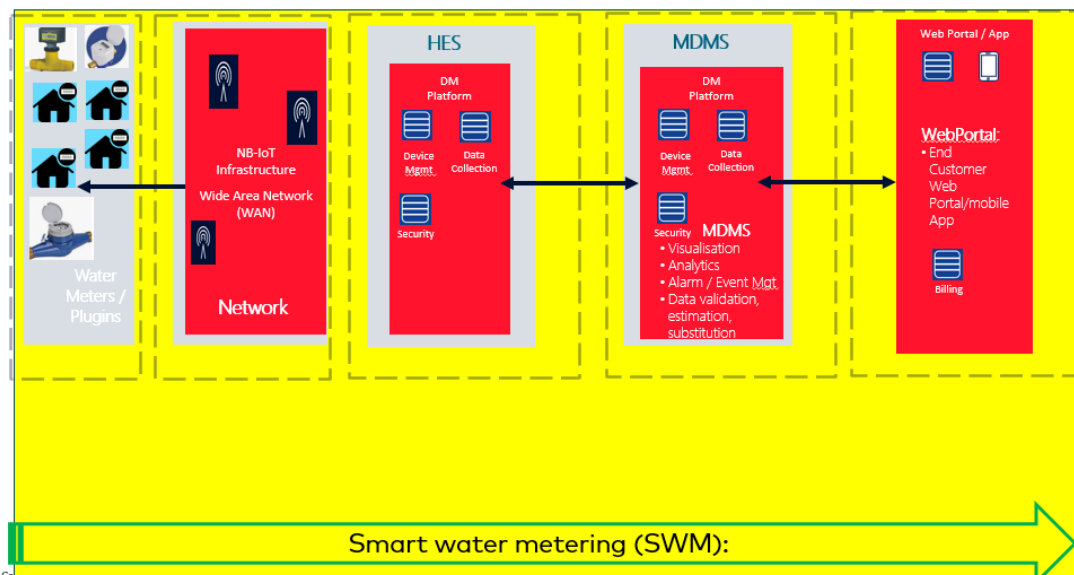 Water
Meters /
Plugins
NB-IoT
Infrastructure
Wide Area Network
(WAN)
Network
HES
DM
Platform
Device
Mgmt
Data
Collection
Security
MDMS
DM
Platform
Device
Mgmt
Data
Collection
Security
MDMS
• Visualisation
• Analytics
• Alarm / Event Mgt
• Data validation,
estimation,
substitution
Web Portal / App
WebPortal:
• End
Customer
Web
Portal/mobile
App
Billing
Smart water metering (SWM):